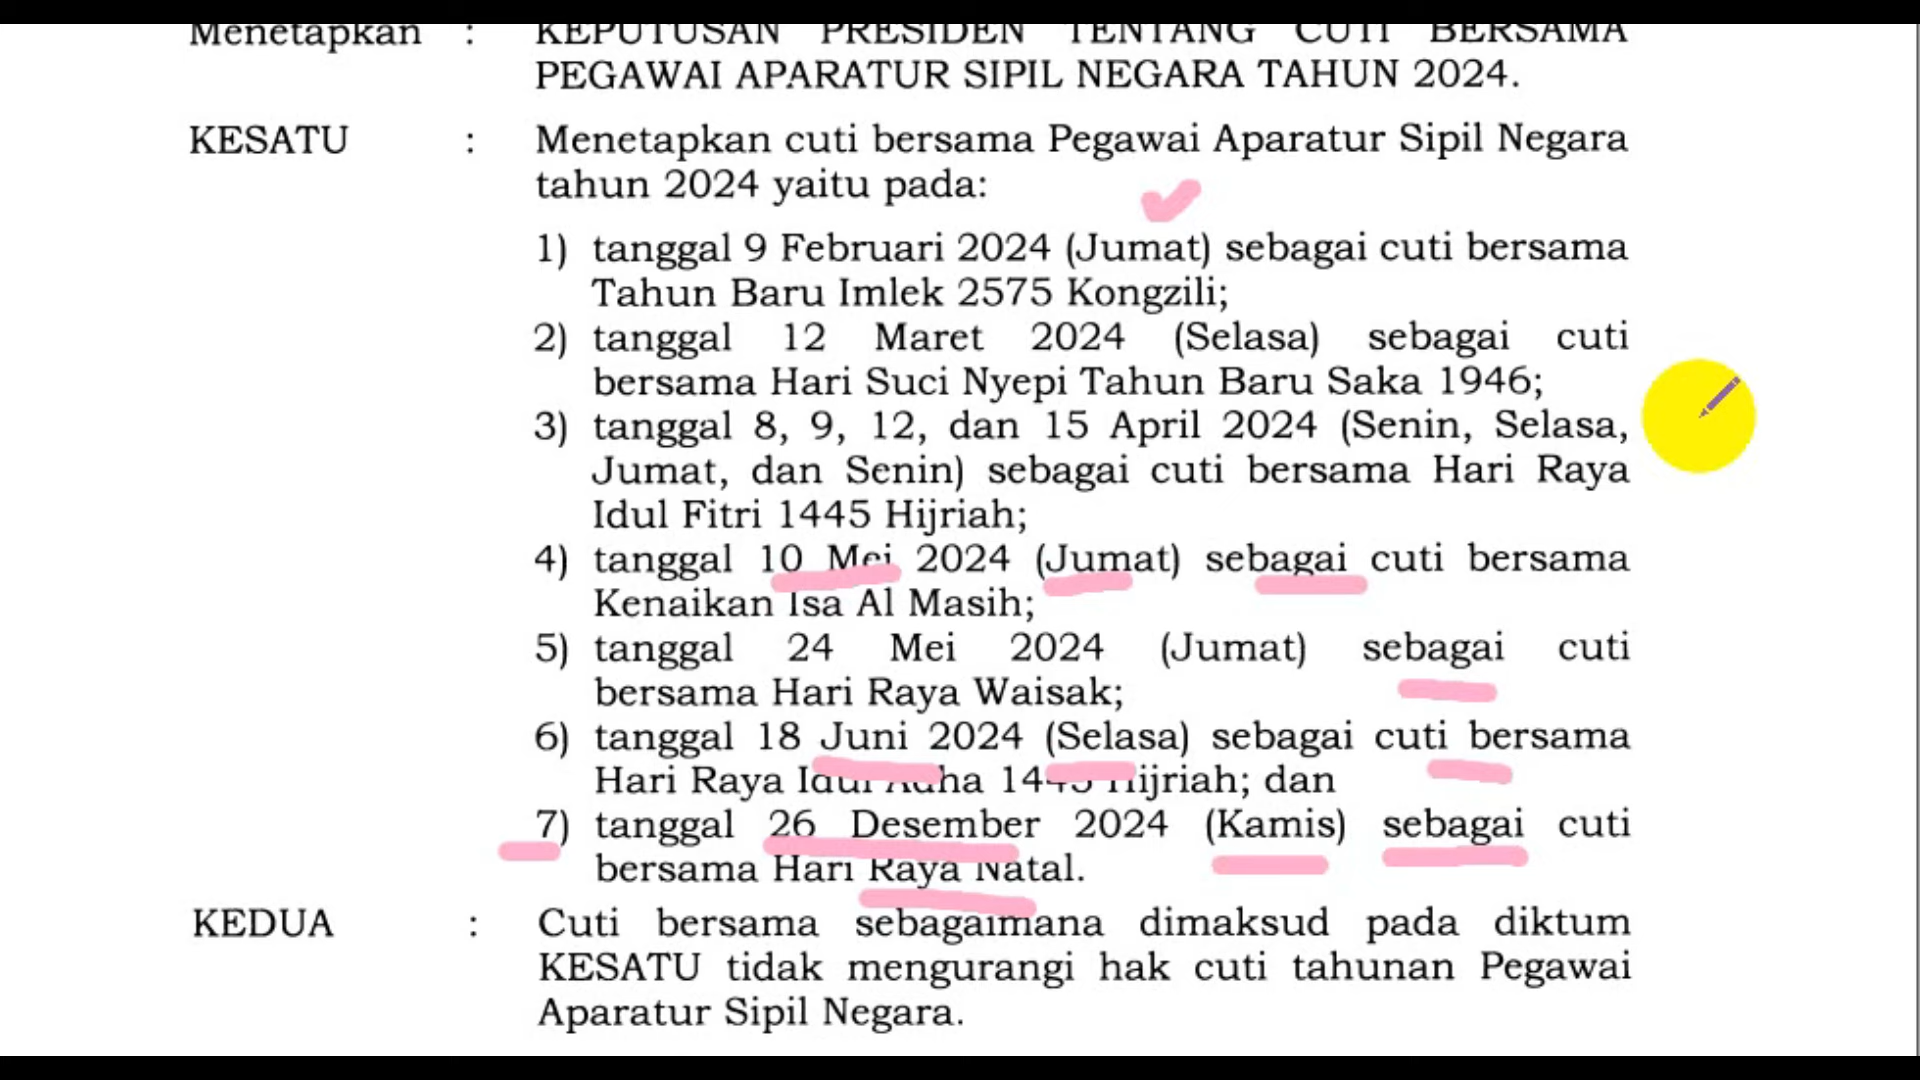 Menetapkan : KEPUTUSAN PRESIDEN TENTANG CUTI BERSAMA
PEGAWAI APARATUR SIPIL NEGARA TAHUN 2024.
KESATU : Menetapkan cuti bersama Pegawai Aparatur Sipil Negara
tahun 2024 yaitu pada:
1) tanggal 9 Februari 2024 (Jumat) sebagai cuti bersama
Tahun Baru Imlek 2575 Kongzili;
2) tanggal 12 Maret 2024 (Selasa) sebagai cuti
bersama Hari Suci Nyepi Tahun Baru Saka 1946;
3) tanggal 8, 9, 12, dan 15 April 2024 (Senin, Selasa,
Jumat, dan Senin) sebagai cuti bersama Hari Raya
Idul Fitri 1445 Hijriah;
4) tanggal 10 Mei 2024 (Jumat) sebagai cuti bersama
Kenaikan Isa Al Masih;
5) tanggal 24 Mei 2024 (Jumat) sebagai cuti
bersama Hari Raya Waisak;
6) tanggal 18 Juni 2024 (Selasa) sebagai cuti bersama
Hari Raya Idul Adha 1445 Hijriah; dan
7) tanggal 26 Desember 2024 (Kamis) sebagai cuti
bersama Hari Raya Natal.
KEDUA : Cuti bersama sebagaimana dimaksud pada diktum
KESATU tidak mengurangi hak cuti tahunan Pegawai
Aparatur Sipil Negara.